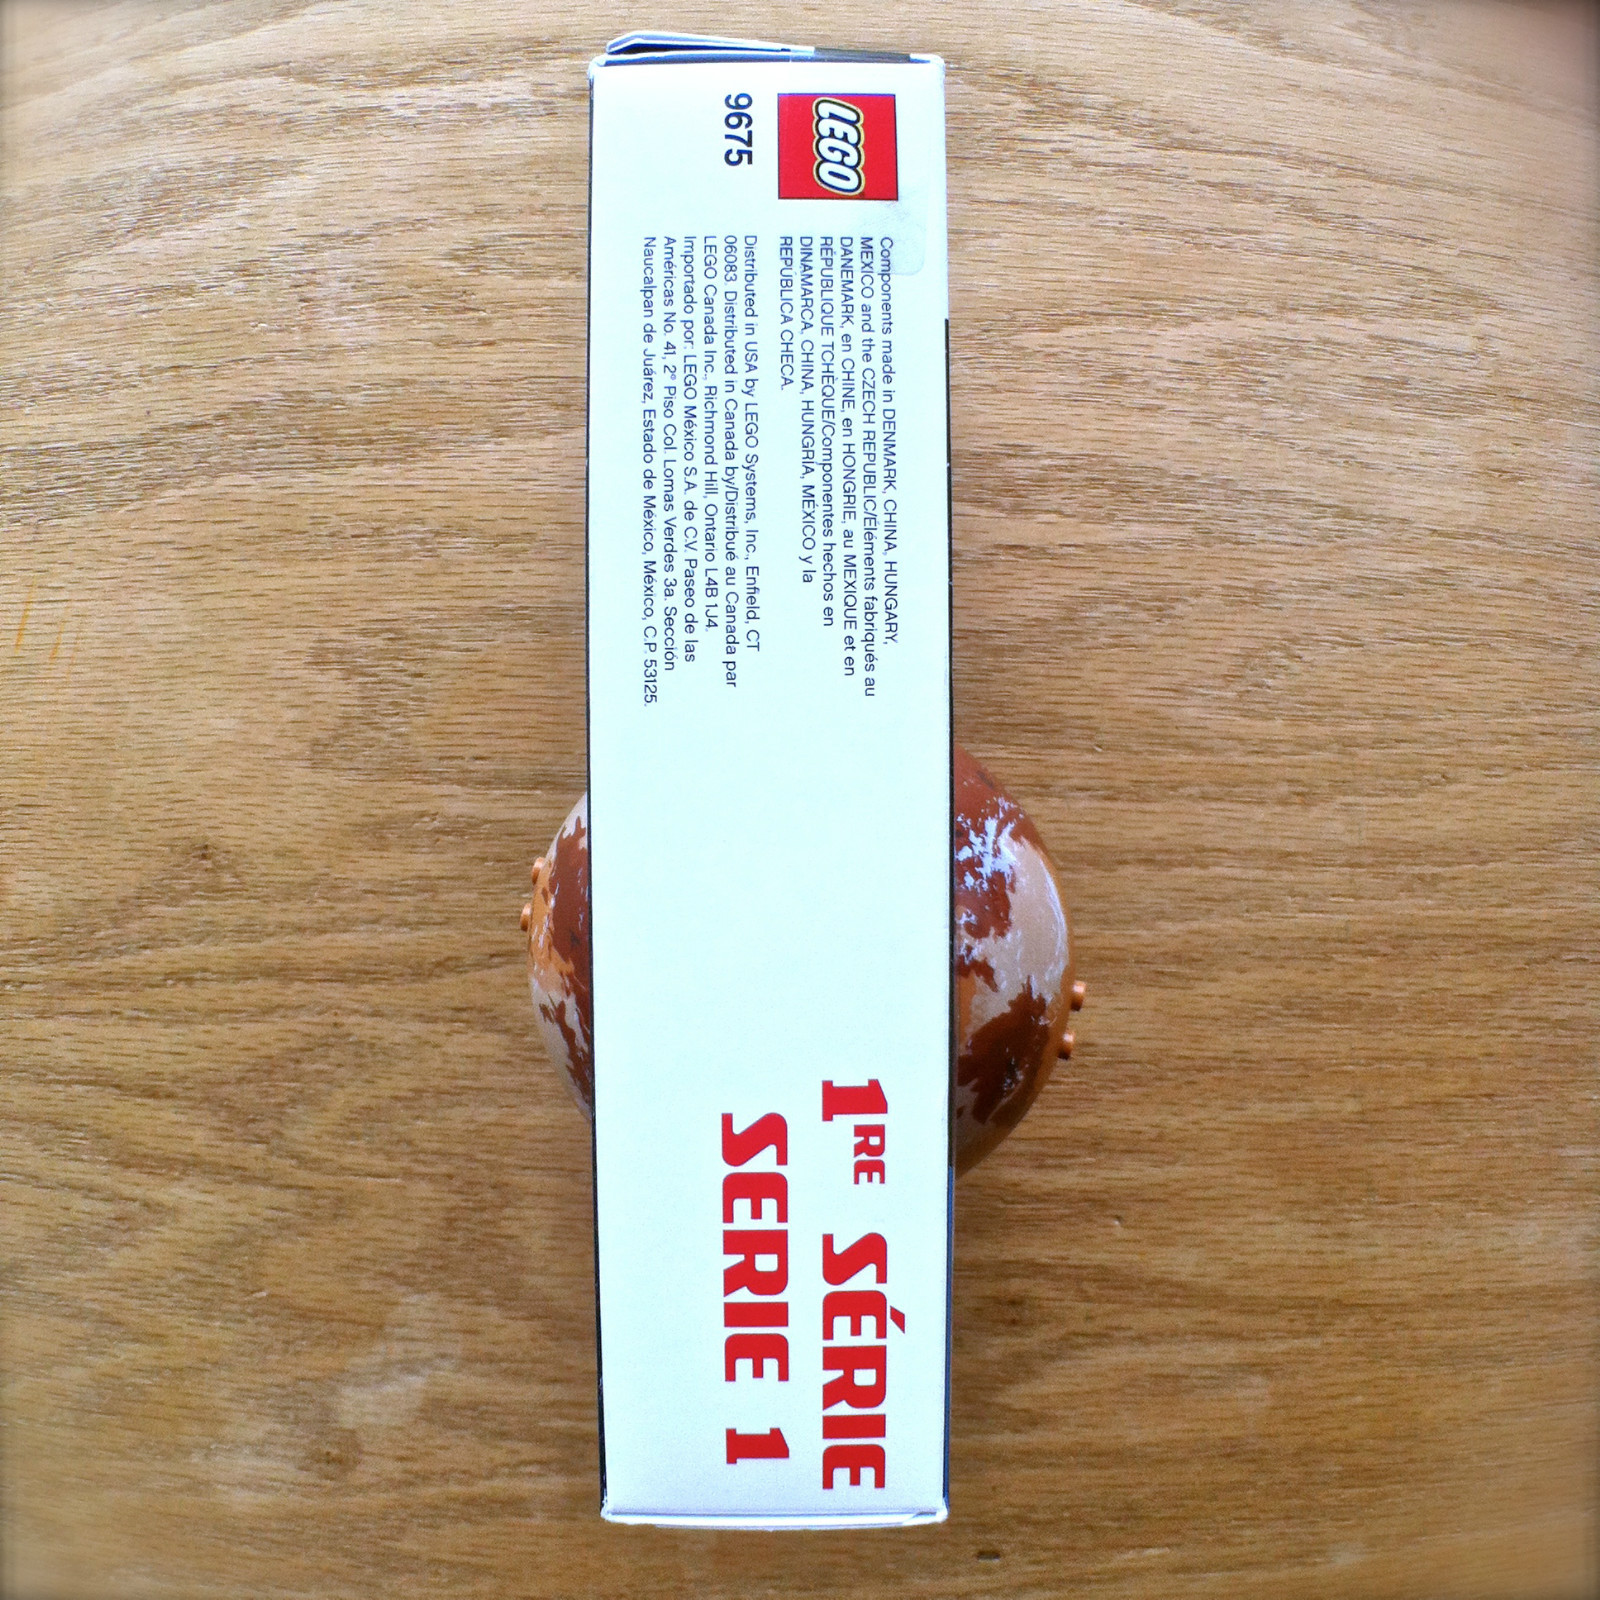 LEGO
9675
Components made in DENMARK, CHINA, HUNGARY,
MEXICO and the CZECH REPUBLIC/Éléments fabriqués au
DANEMARK, en CHINE, en HONGRIE, au MEXIQUE et en
RÉPUBLIQUE TCHÈQUE/Componentes hechos en
DINAMARCA, CHINA, HUNGRÍA, MÉXICO y la
REPÚBLICA CHECA.
Distributed in USA by LEGO Systems, Inc., Enfield, CT
06083. Distributed in Canada by/Distribué au Canada par
LEGO Canada Inc., Richmond Hill, Ontario L4B 1J4.
Importado por: LEGO México S.A. de C.V. Paseo de las
Américas No. 41, 2º Piso Col. Lomas Verdes 3a. Sección
Naucalpan de Juárez, Estado de México, México, C.P. 53125.
1RE SÉRIE
SERIE 1